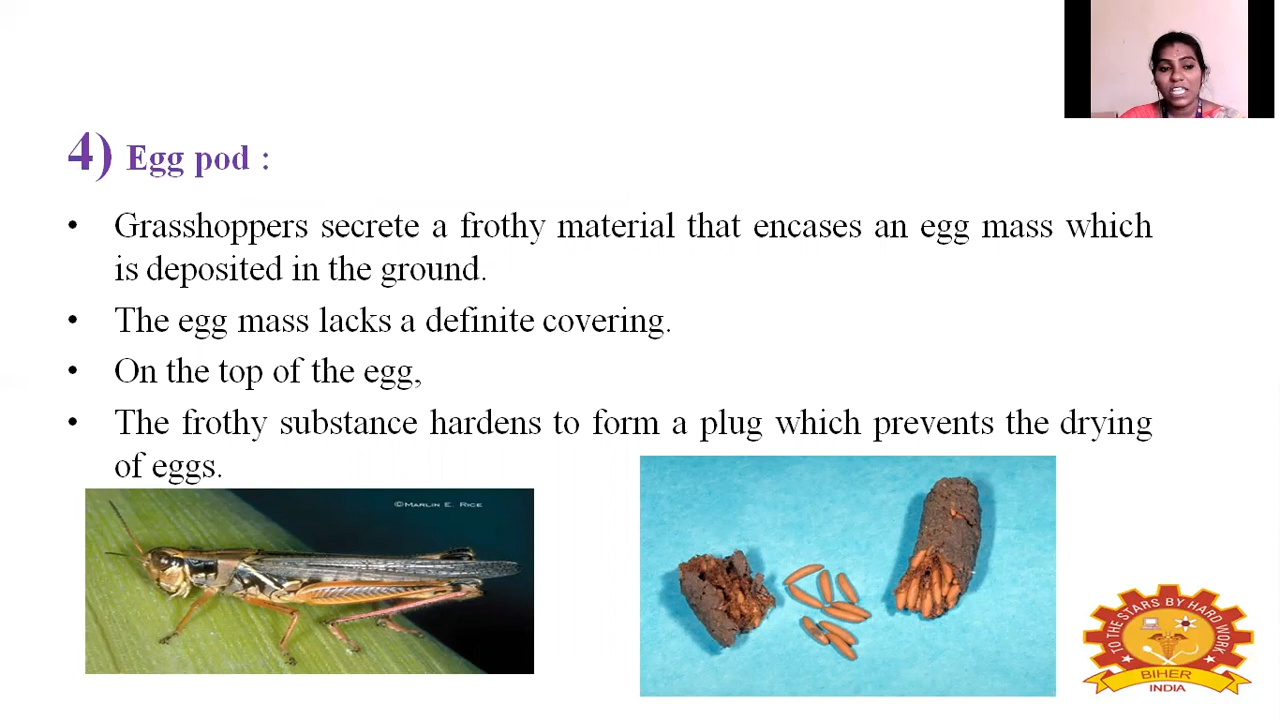 4) Egg pod :
• Grasshoppers secrete a frothy material that encases an egg mass which
is deposited in the ground.
• The egg mass lacks a definite covering.
• On the top of the egg,
• The frothy substance hardens to form a plug which prevents the drying
of eggs.
©Marlin E. Rice
TO THE STARS BY HARD WORK
BIHER
INDIA